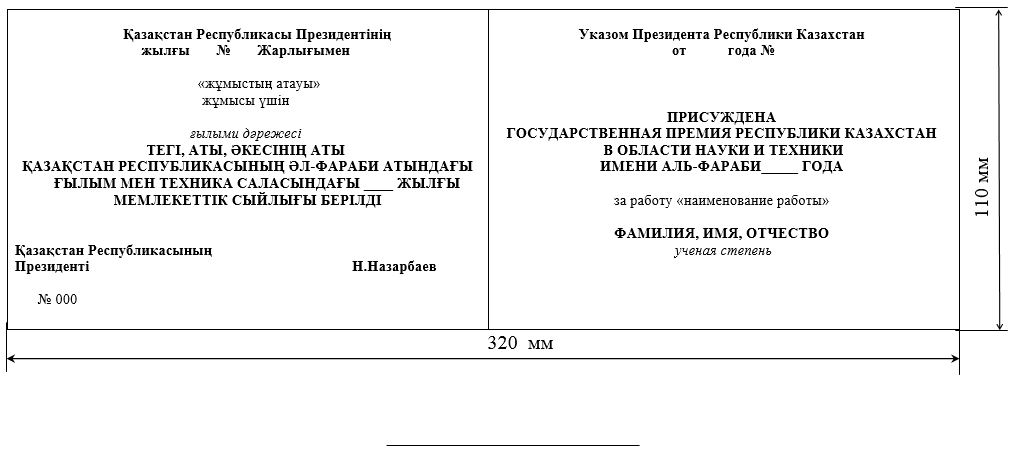 Қазақстан Республикасы Президентінің
жылғы № Жарлығымен
«жұмыстың атауы»
жұмысы үшін
ғылыми дәрежесі
ТЕГІ, АТЫ, ӘКЕСІНІҢ АТЫ
ҚАЗАҚСТАН РЕСПУБЛИКАСЫНЫҢ ӘЛ-ФАРАБИ АТЫНДАҒЫ
ҒЫЛЫМ МЕН ТЕХНИКА САЛАСЫНДАҒЫ ____ ЖЫЛҒЫ
МЕМЛЕКЕТТІК СЫЙЛЫҒЫ БЕРІЛДІ
Қазақстан Республикасының
Президенті Н.Назарбаев
№ 000
Указом Президента Республики Казахстан
от года №
ПРИСУЖДЕНА
ГОСУДАРСТВЕННАЯ ПРЕМИЯ РЕСПУБЛИКИ КАЗАХСТАН
В ОБЛАСТИ НАУКИ И ТЕХНИКИ
ИМЕНИ АЛЬ-ФАРАБИ_____ ГОДА
за работу «наименование работы»
ФАМИЛИЯ, ИМЯ, ОТЧЕСТВО
ученая степень
110 мм
320 мм